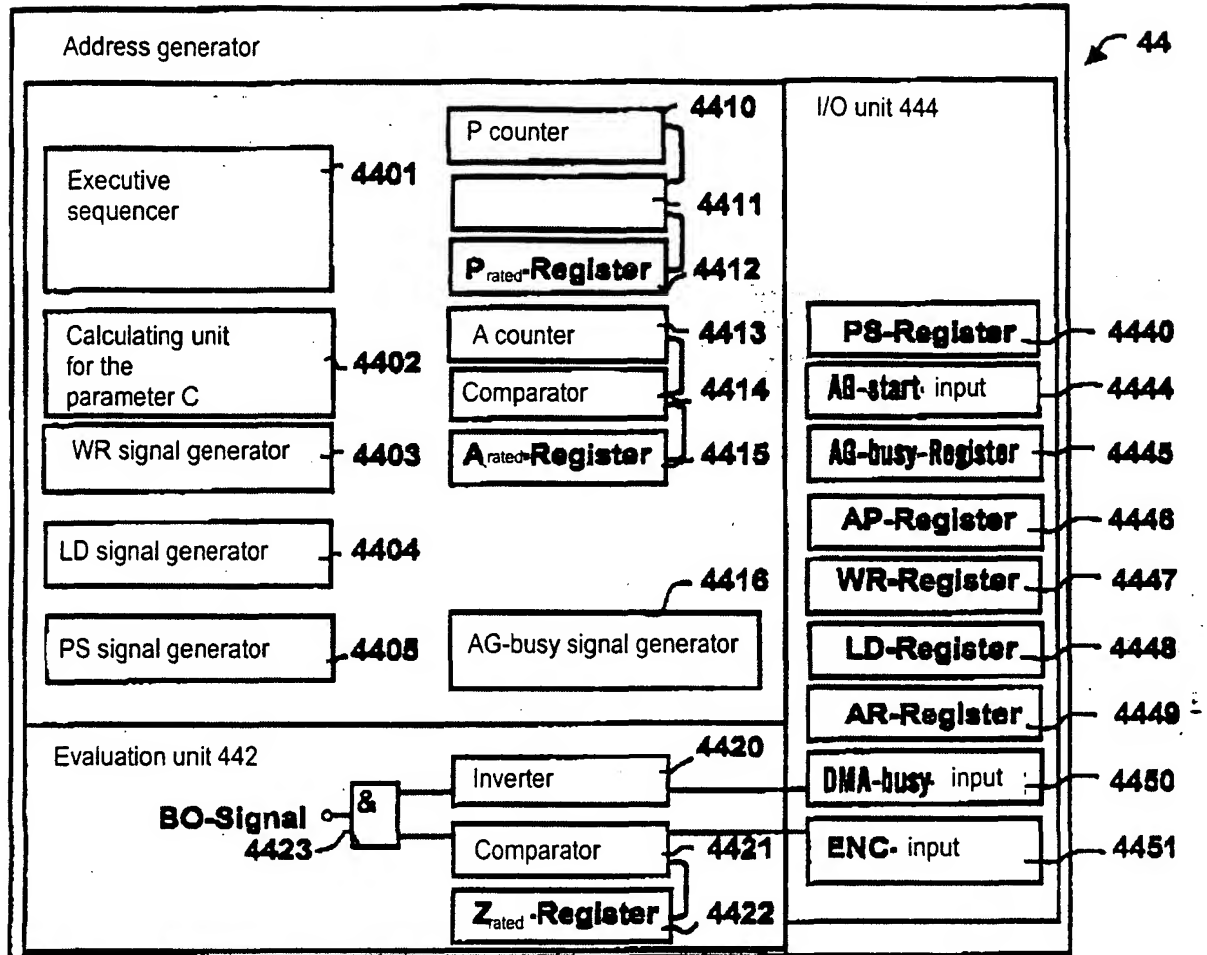 Address generator
44
4410
P counter
I/O unit 444
Executive
sequencer
4401
4411
Prated-Register
4412
Calculating unit
for the
parameter C
4402
A counter
4413
Comparator
4414
WR signal generator
4403
Arated-Register
4415
LD signal generator
4404
4416
PS signal generator
4405
AG-busy signal generator
PS-Register
4440
AG-start- input
4444
AG-busy-Register
4445
AP-Register
4446
WR-Register
4447
LD-Register
4448
AR-Register
4449
DMA-busy- input
4450
ENC- input
4451
Evaluation unit 442
4420
Inverter
&
BO-Signal
4423
Comparator
4421
Zrated-Register
4422